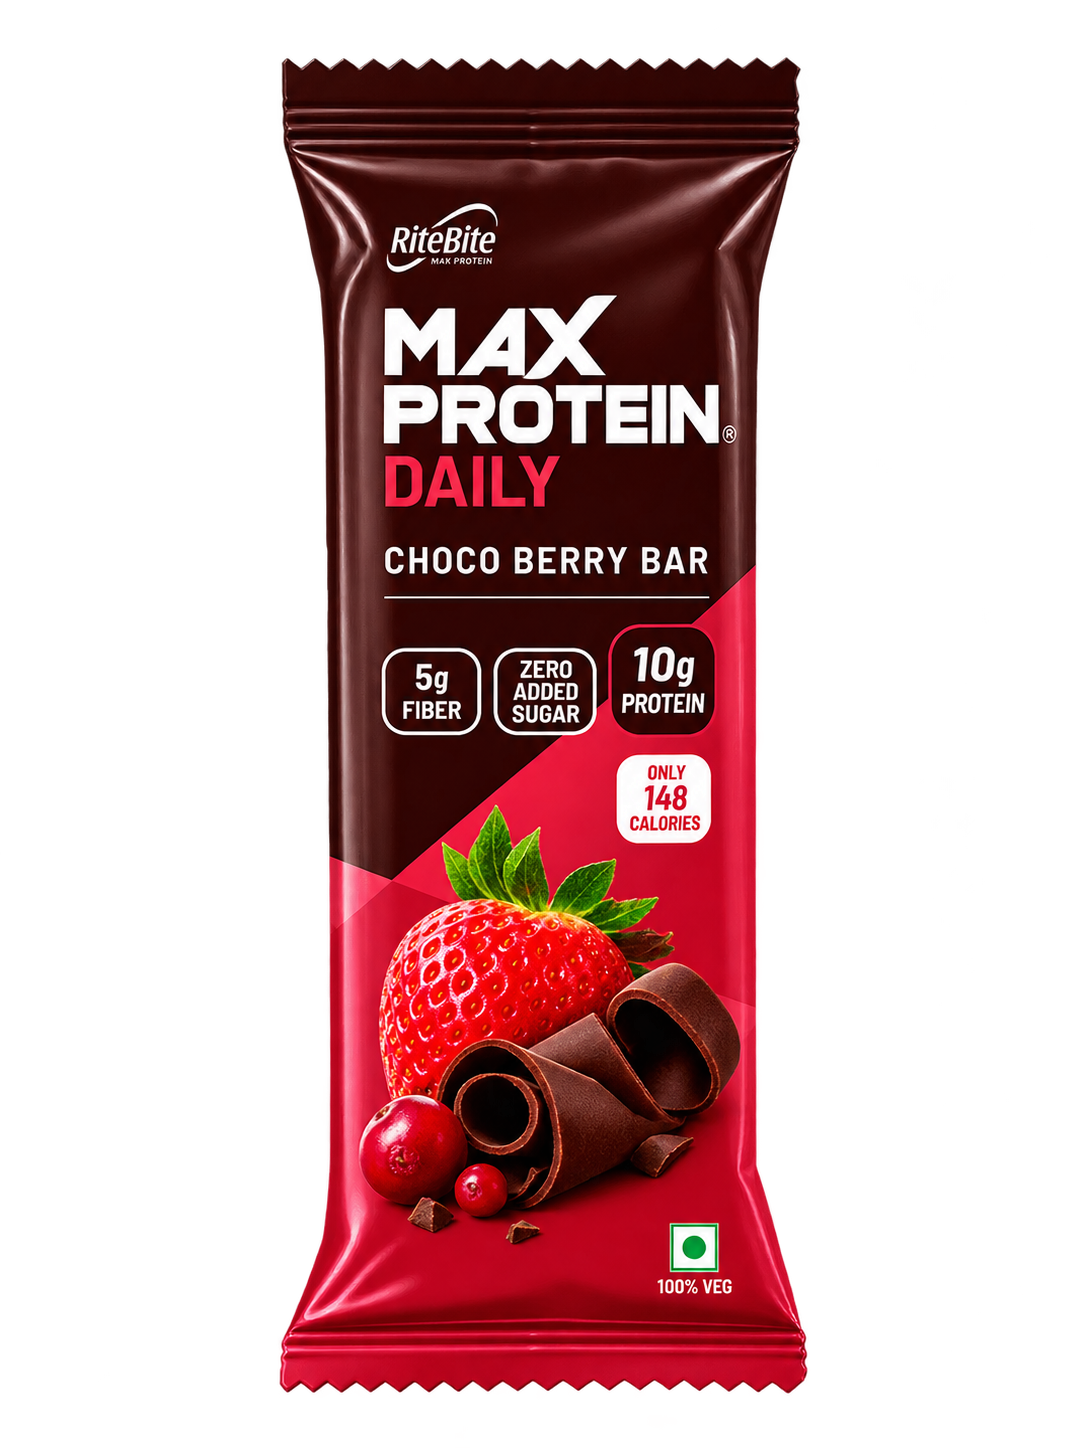 RiteBite
MAX PROTEIN
MAX
PROTEIN®
DAILY
CHOCO BERRY BAR
5g
FIBER
ZERO
ADDED
SUGAR
10g
PROTEIN
ONLY
148
CALORIES
100% VEG